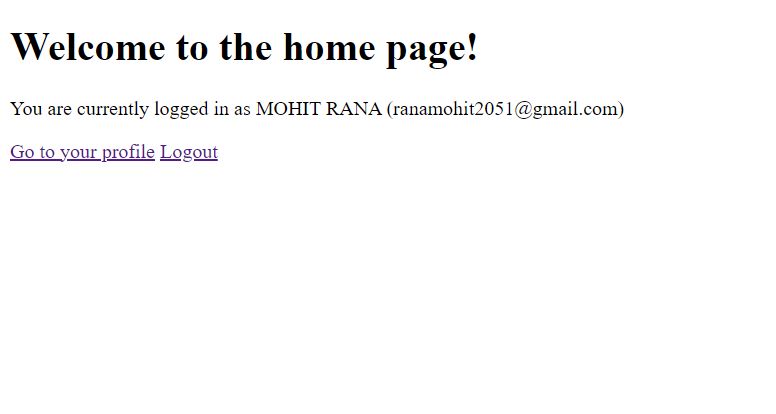 Welcome to the home page!
You are currently logged in as MOHIT RANA (ranamohit2051@gmail.com)
Go to your profile Logout